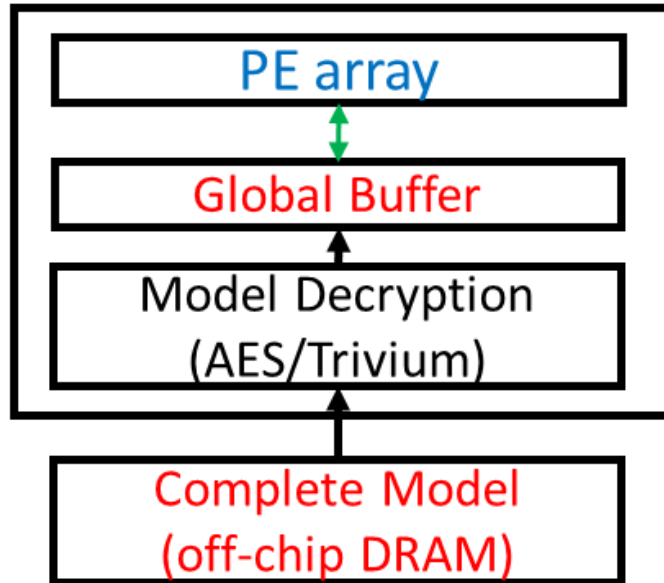 PE array
Global Buffer
Model Decryption
(AES/Trivium)
Complete Model
(off-chip DRAM)